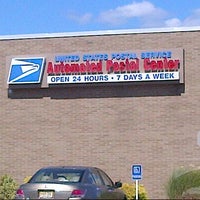 UNITED STATES POSTAL SERVICE
Automated Postal Center
OPEN 24 HOURS • 7 DAYS A WEEK